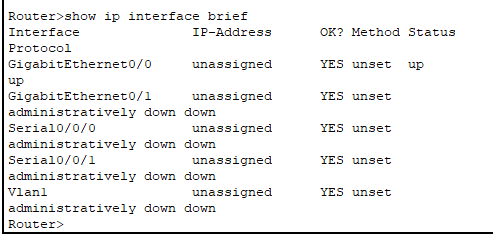 Router>show ip interface brief
Interface IP-Address OK? Method Status
Protocol
GigabitEthernet0/0 unassigned YES unset up
up
GigabitEthernet0/1 unassigned YES unset
administratively down down
Serial0/0/0 unassigned YES unset
administratively down down
Serial0/0/1 unassigned YES unset
administratively down down
Vlan1 unassigned YES unset
administratively down down
Router>